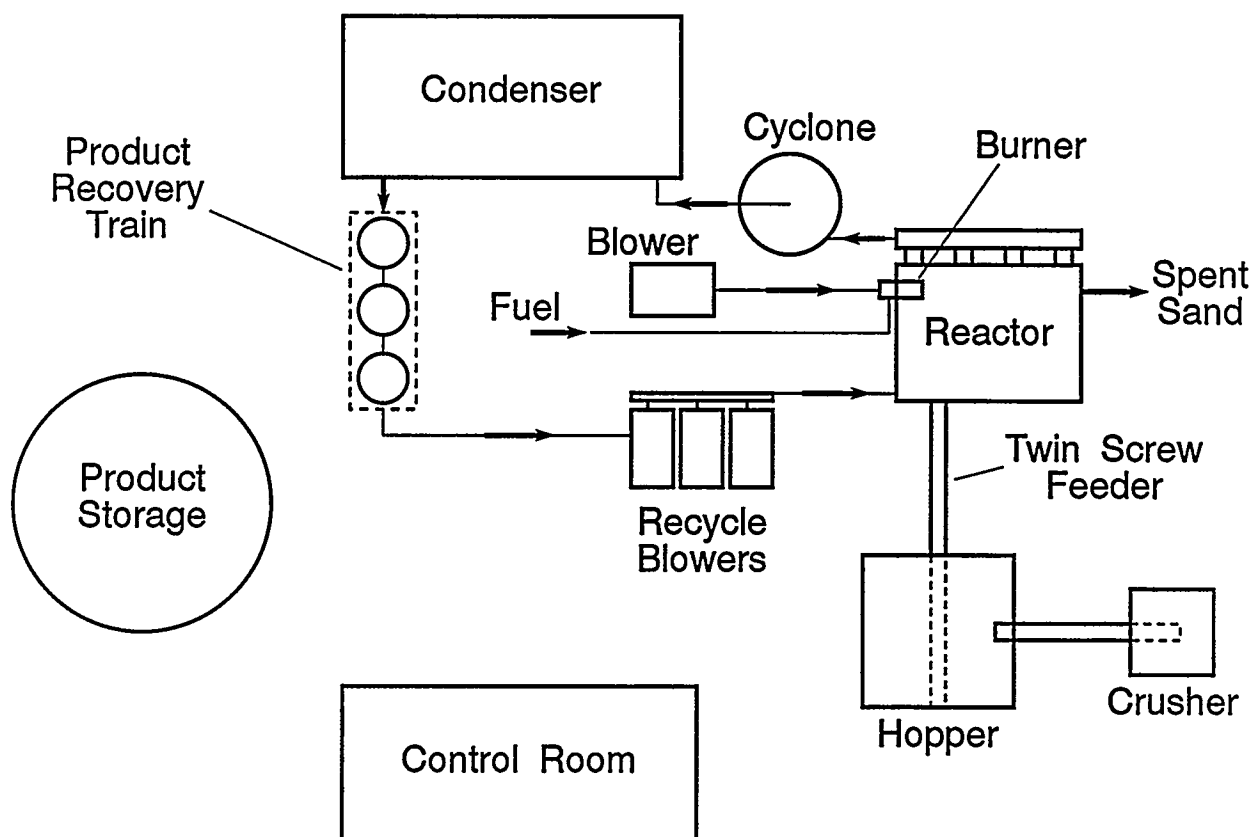 Condenser
Cyclone
Burner
Product
Recovery
Train
Blower
Fuel
Spent
Sand
Reactor
Product
Storage
Twin Screw
Feeder
Recycle
Blowers
Crusher
Hopper
Control Room